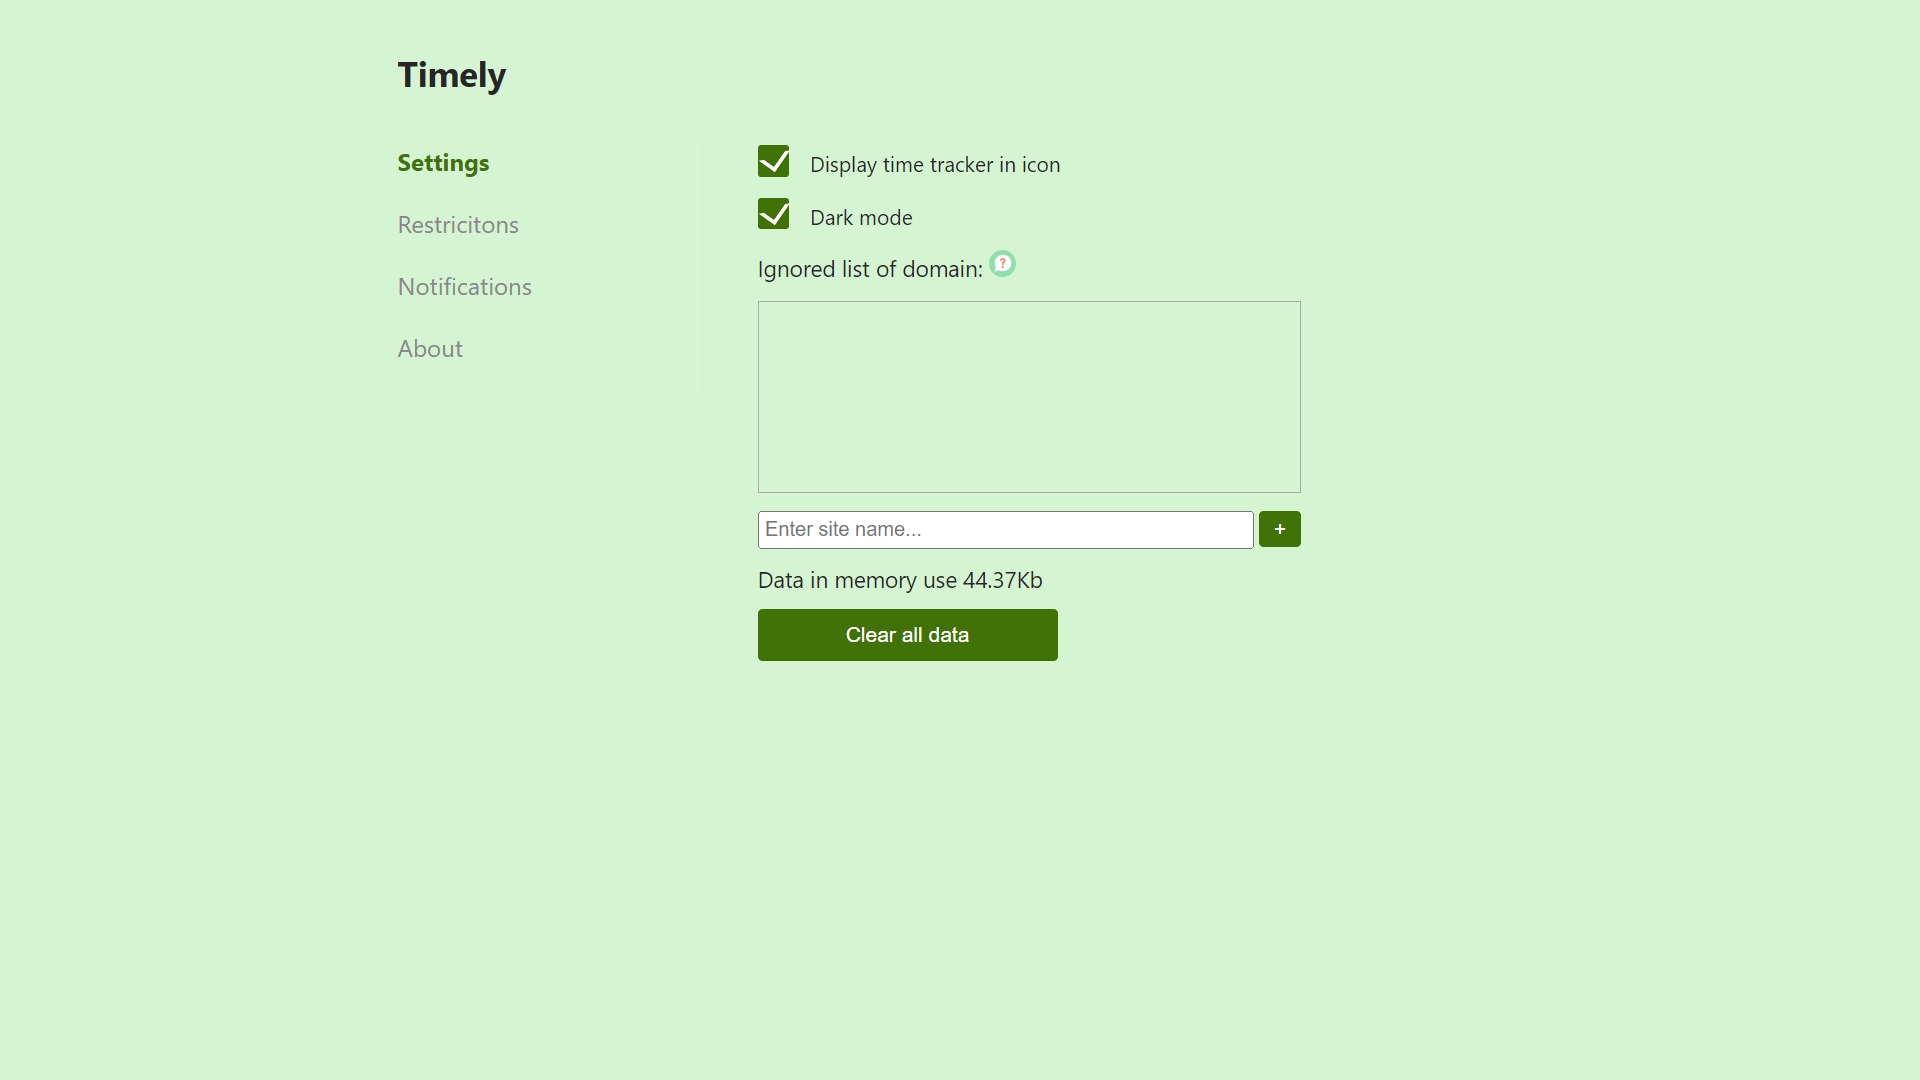 Timely
Settings
Restricitons
Notifications
About
Display time tracker in icon
Dark mode
Ignored list of domain: ?
Enter site name...
+
Data in memory use 44.37Kb
Clear all data